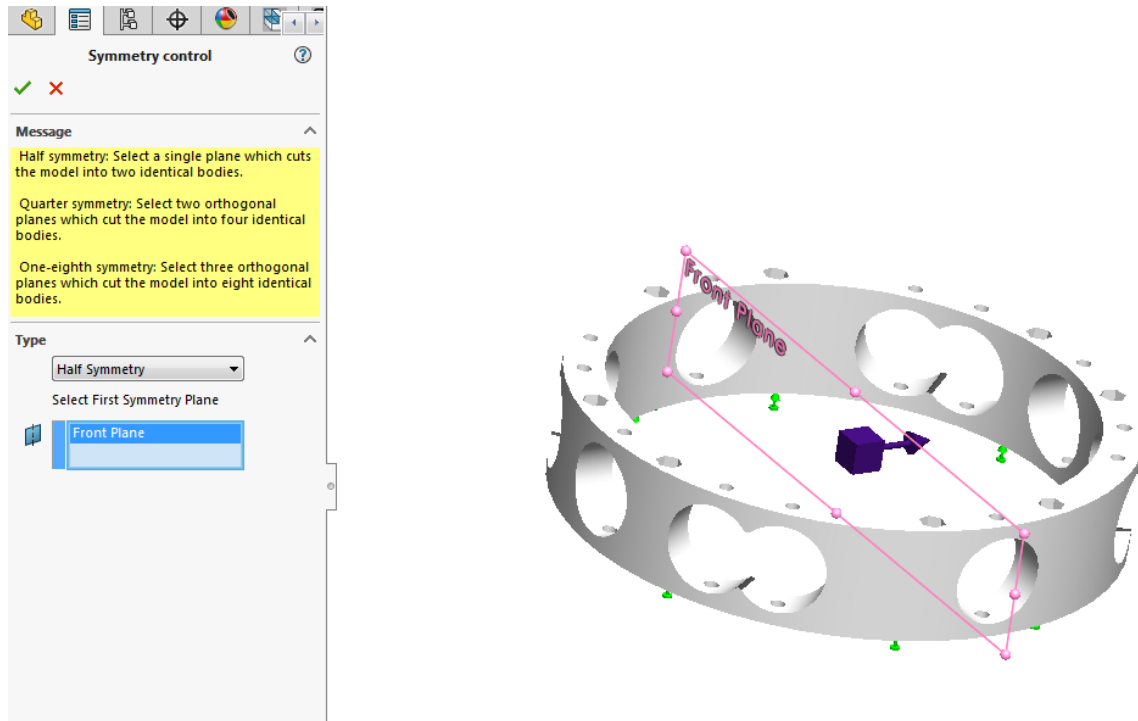 Symmetry control
Message
Half symmetry: Select a single plane which cuts
the model into two identical bodies.
Quarter symmetry: Select two orthogonal
planes which cut the model into four identical
bodies.
One-eighth symmetry: Select three orthogonal
planes which cut the model into eight identical
bodies.
Type
Half Symmetry
Select First Symmetry Plane
Front Plane
Front Plane